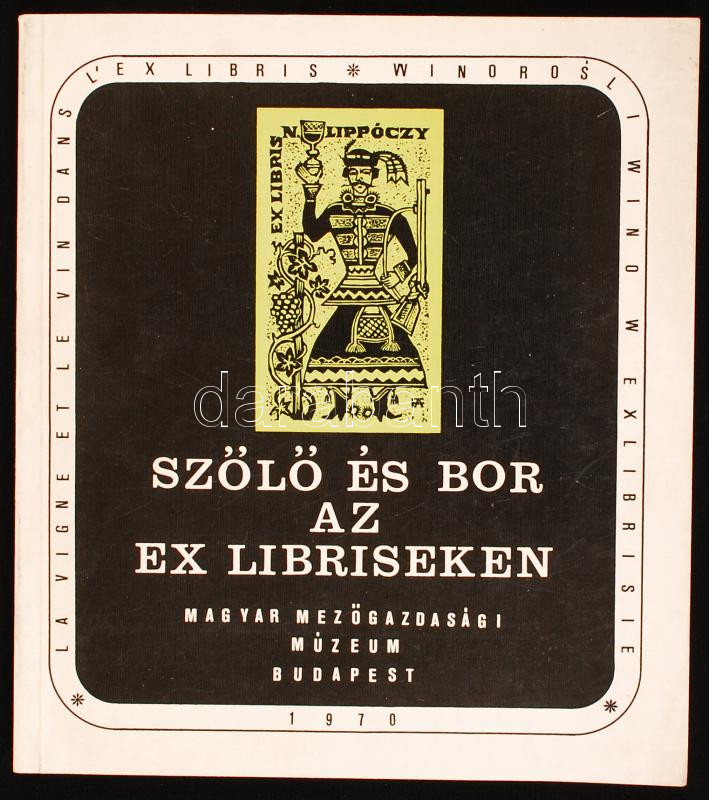 LA VIGNE ET LE VIN DANS L'EX LIBRIS * WINOROŚL I WINO W EXLIBRISIE *
EX LIBRIS
N. LIPPÓCZY
darabanth
SZŐLŐ ÉS BOR
AZ
EX LIBRISEKEN
MAGYAR MEZŐGAZDASÁGI
MÚZEUM
BUDAPEST
* 1970